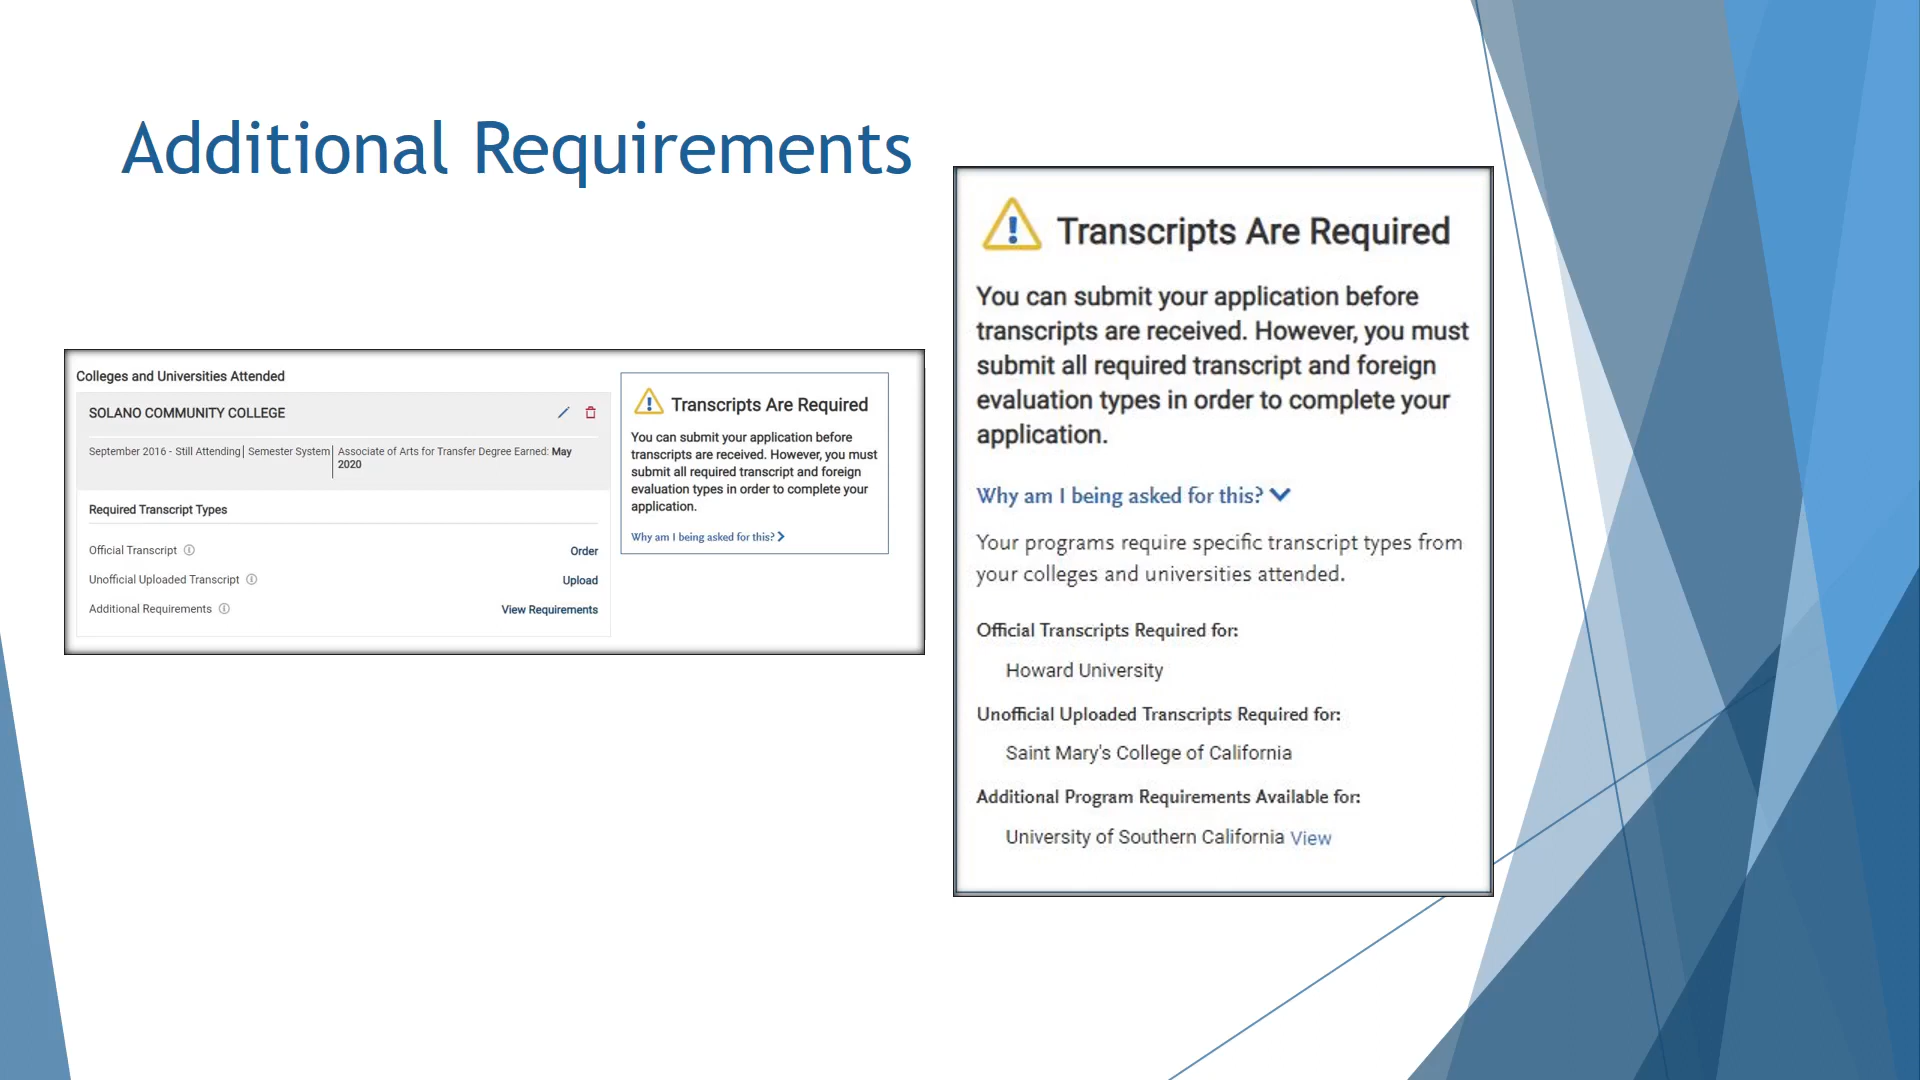 Additional Requirements
Colleges and Universities Attended
SOLANO COMMUNITY COLLEGE
September 2016 - Still Attending
Semester System
Associate of Arts for Transfer Degree Earned: May
2020
Required Transcript Types
Official Transcript
Order
Unofficial Uploaded Transcript
Upload
Additional Requirements
View Requirements
Transcripts Are Required
You can submit your application before
transcripts are received. However, you must
submit all required transcript and foreign
evaluation types in order to complete your
application.
Why am I being asked for this?
Transcripts Are Required
You can submit your application before
transcripts are received. However, you must
submit all required transcript and foreign
evaluation types in order to complete your
application.
Why am I being asked for this?
Your programs require specific transcript types from
your colleges and universities attended.
Official Transcripts Required for:
Howard University
Unofficial Uploaded Transcripts Required for:
Saint Mary's College of California
Additional Program Requirements Available for:
University of Southern California View